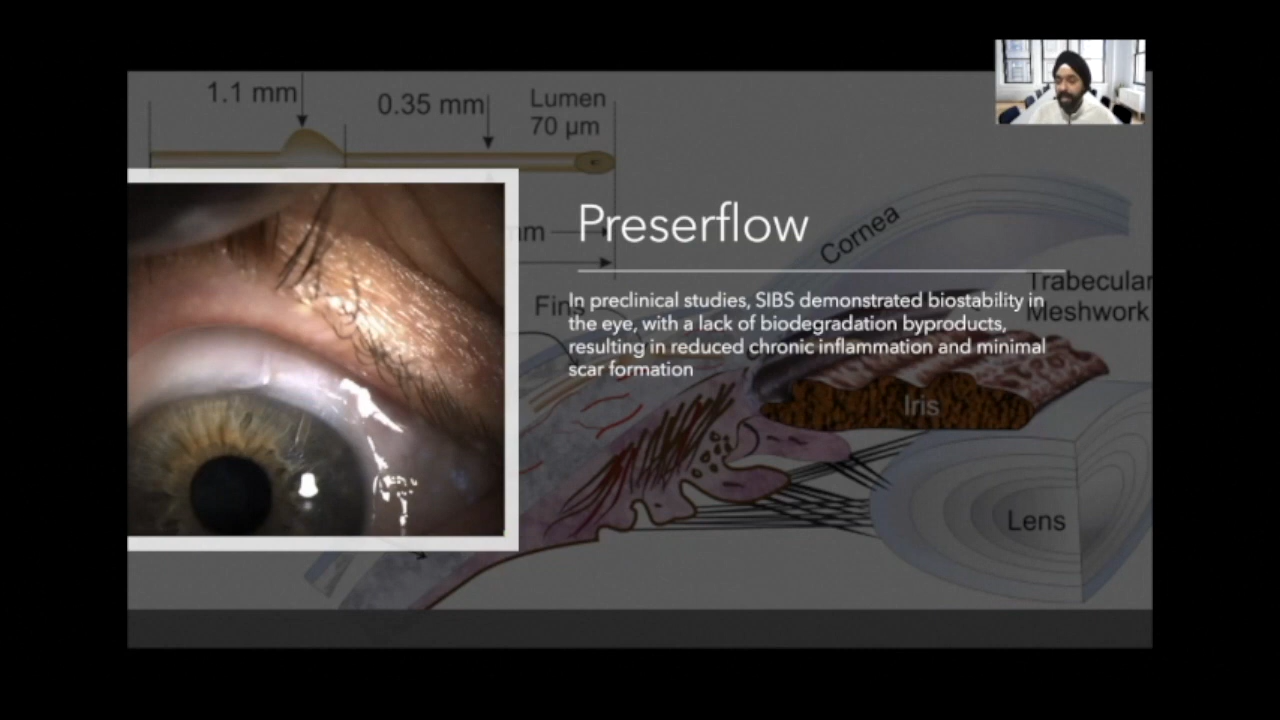 1.1 mm
0.35 mm
Lumen
70 µm
mm
Preserflow
Cornea
Trabecular
Meshwork
Fins
In preclinical studies, SIBS demonstrated biostability in
the eye, with a lack of biodegradation byproducts,
resulting in reduced chronic inflammation and minimal
scar formation
Iris
Lens